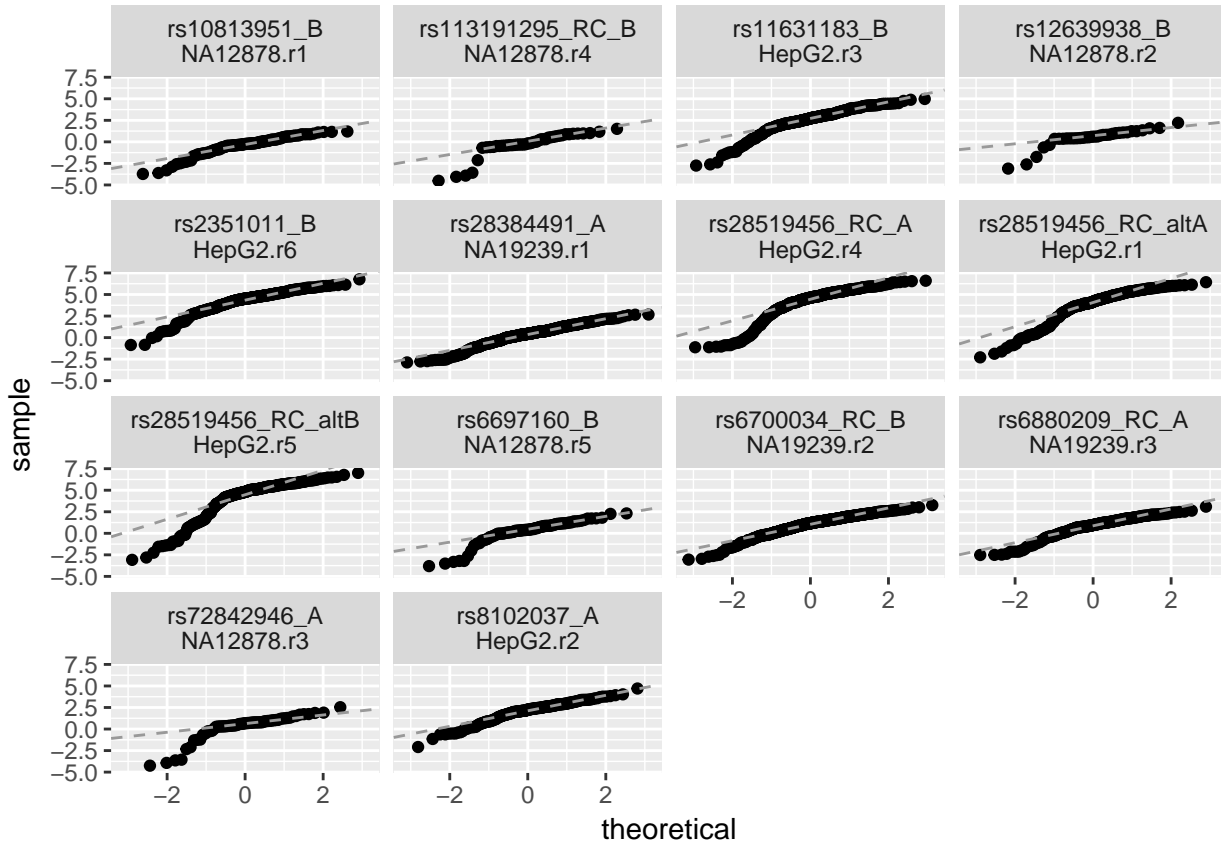 rs10813951_B
NA12878.r1
rs113191295_RC_B
NA12878.r4
rs11631183_B
HepG2.r3
rs12639938_B
NA12878.r2
7.5
5.0
2.5
0.0
−2.5
−5.0
rs2351011_B
HepG2.r6
rs28384491_A
NA19239.r1
rs28519456_RC_A
HepG2.r4
rs28519456_RC_altA
HepG2.r1
7.5
5.0
2.5
0.0
−2.5
−5.0
rs28519456_RC_altB
HepG2.r5
rs6697160_B
NA12878.r5
rs6700034_RC_B
NA19239.r2
rs6880209_RC_A
NA19239.r3
7.5
5.0
2.5
0.0
−2.5
−5.0
−2 0 2
−2 0 2
rs72842946_A
NA12878.r3
rs8102037_A
HepG2.r2
7.5
5.0
2.5
0.0
−2.5
−5.0
−2 0 2
−2 0 2
sample
theoretical